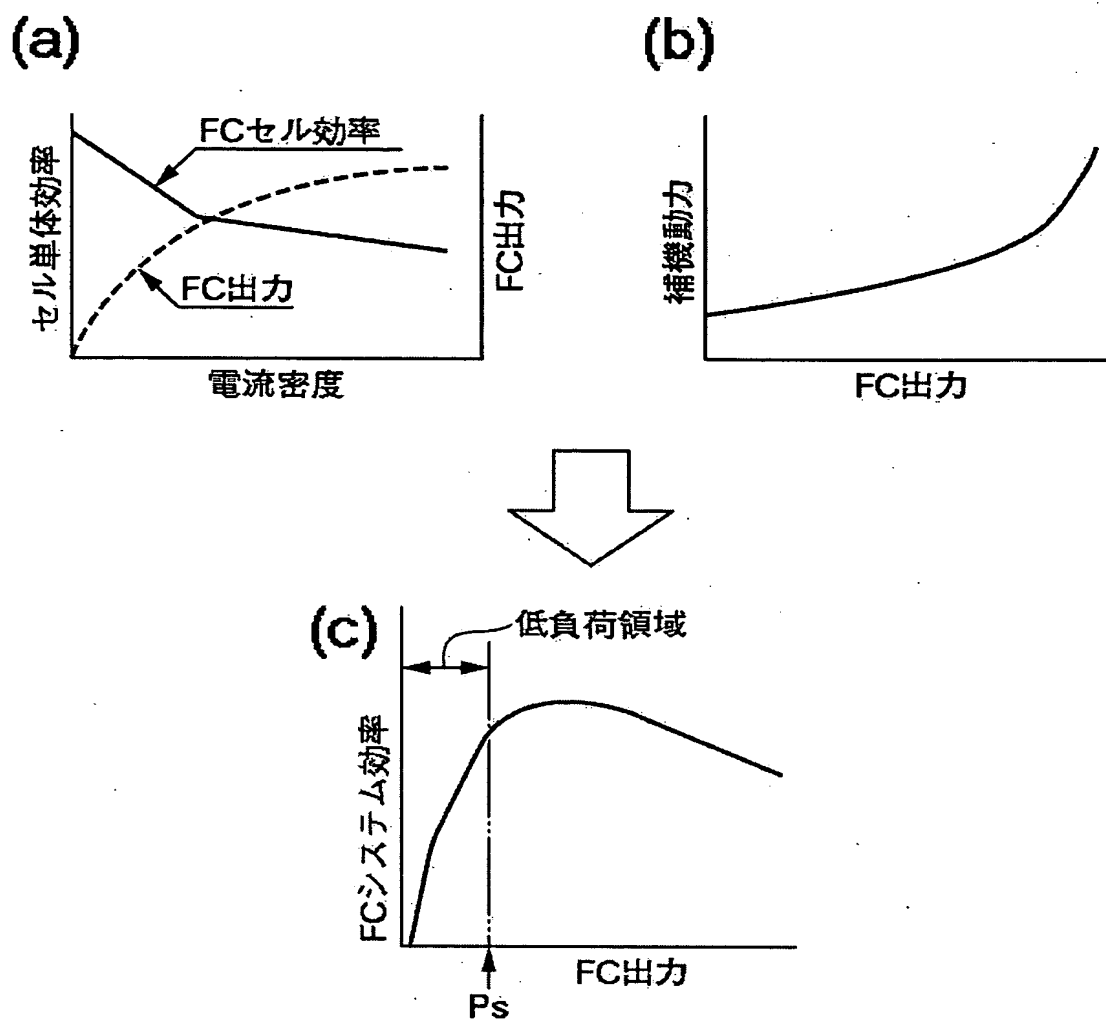 (a)
FCセル効率
セル単体効率
FC出力
FC出力
電流密度
(b)
補機動力
FC出力
(c)
低負荷領域
FCシステム効率
FC出力
Ps